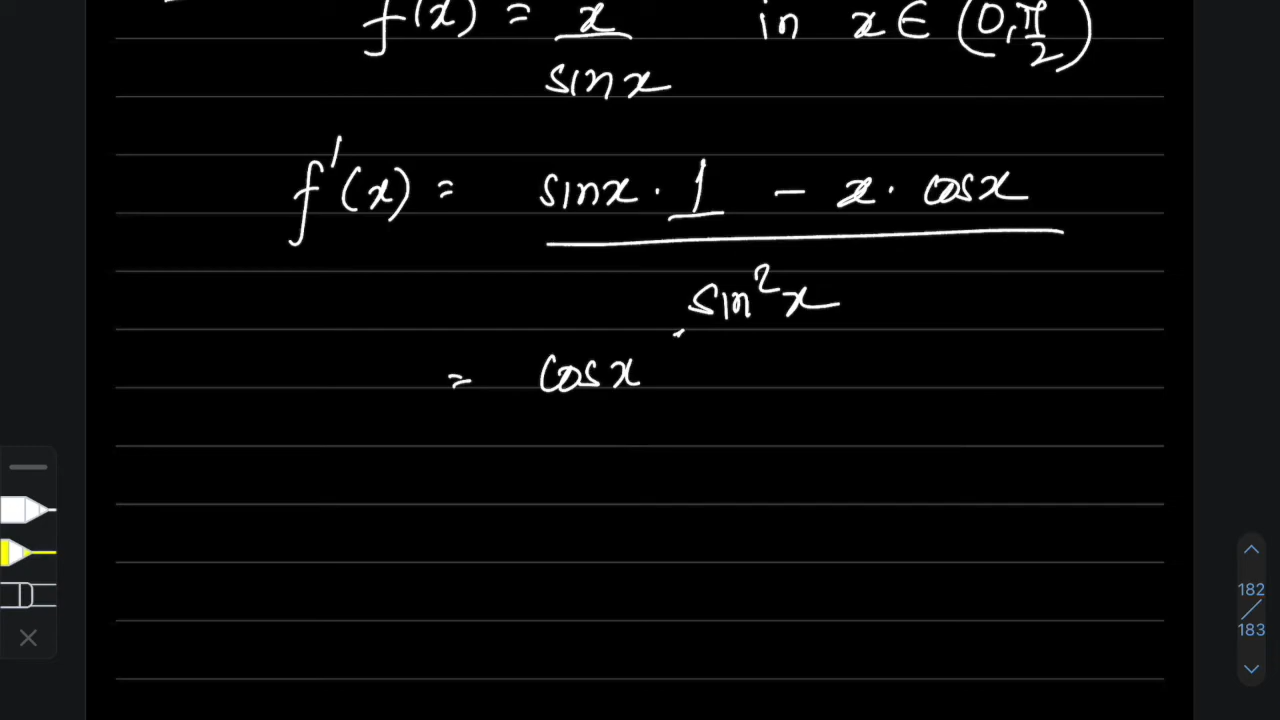 f(x) = x/sinx in x ∈ (0, π/2)
f'(x) = (sinx · 1 - x · cosx)/sin²x
= cosx
182
/
183